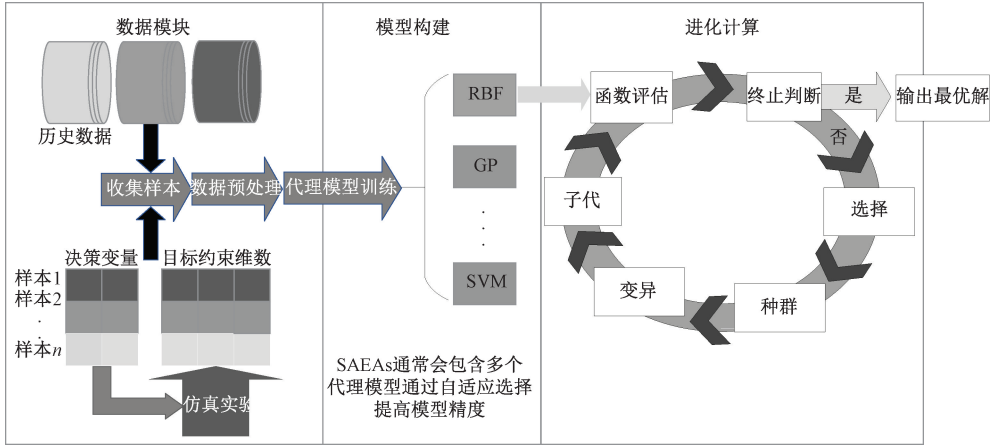 数据模块
历史数据
收集样本
数据预处理
代理模型训练
决策变量
目标约束维数
样本1
样本2
.
.
样本n
仿真实验
模型构建
RBF
GP
.
.
.
SVM
SAEAs通常会包含多个
代理模型通过自适应选择
提高模型精度
进化计算
函数评估
终止判断
是
输出最优解
否
选择
种群
变异
子代